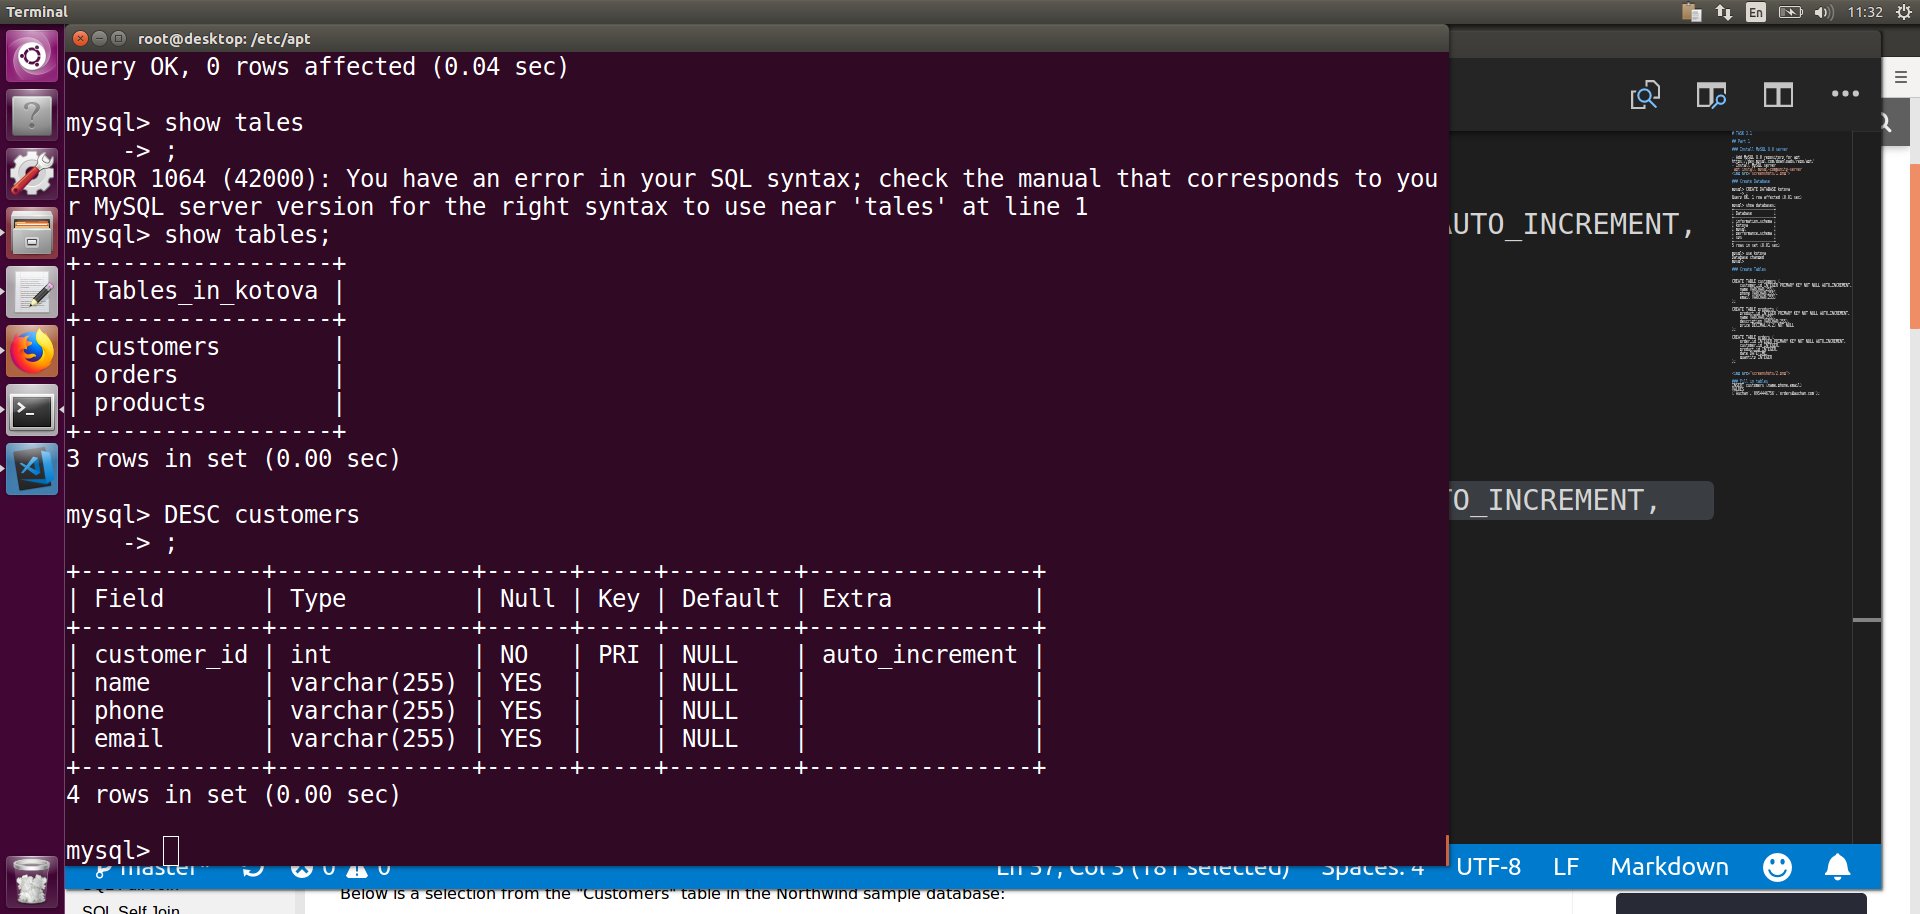 Terminal
En
11:32
root@desktop: /etc/apt
Query OK, 0 rows affected (0.04 sec)
mysql> show tales
    -> ;
ERROR 1064 (42000): You have an error in your SQL syntax; check the manual that corresponds to you
r MySQL server version for the right syntax to use near 'tales' at line 1
mysql> show tables;
+------------------+
| Tables_in_kotova |
+------------------+
| customers        |
| orders           |
| products         |
+------------------+
3 rows in set (0.00 sec)
mysql> DESC customers
    -> ;
+-------------+--------------+------+-----+---------+----------------+
| Field       | Type         | Null | Key | Default | Extra          |
+-------------+--------------+------+-----+---------+----------------+
| customer_id | int          | NO   | PRI | NULL    | auto_increment |
| name        | varchar(255) | YES  |     | NULL    |                |
| phone       | varchar(255) | YES  |     | NULL    |                |
| email       | varchar(255) | YES  |     | NULL    |                |
+-------------+--------------+------+-----+---------+----------------+
4 rows in set (0.00 sec)
mysql>
AUTO_INCREMENT,
TO_INCREMENT,
master* 0 0 Ln 57, Col 3 (181 selected) Spaces: 4 UTF-8 LF Markdown
Below is a selection from the "Customers" table in the Northwind sample database:
SQL Self Join